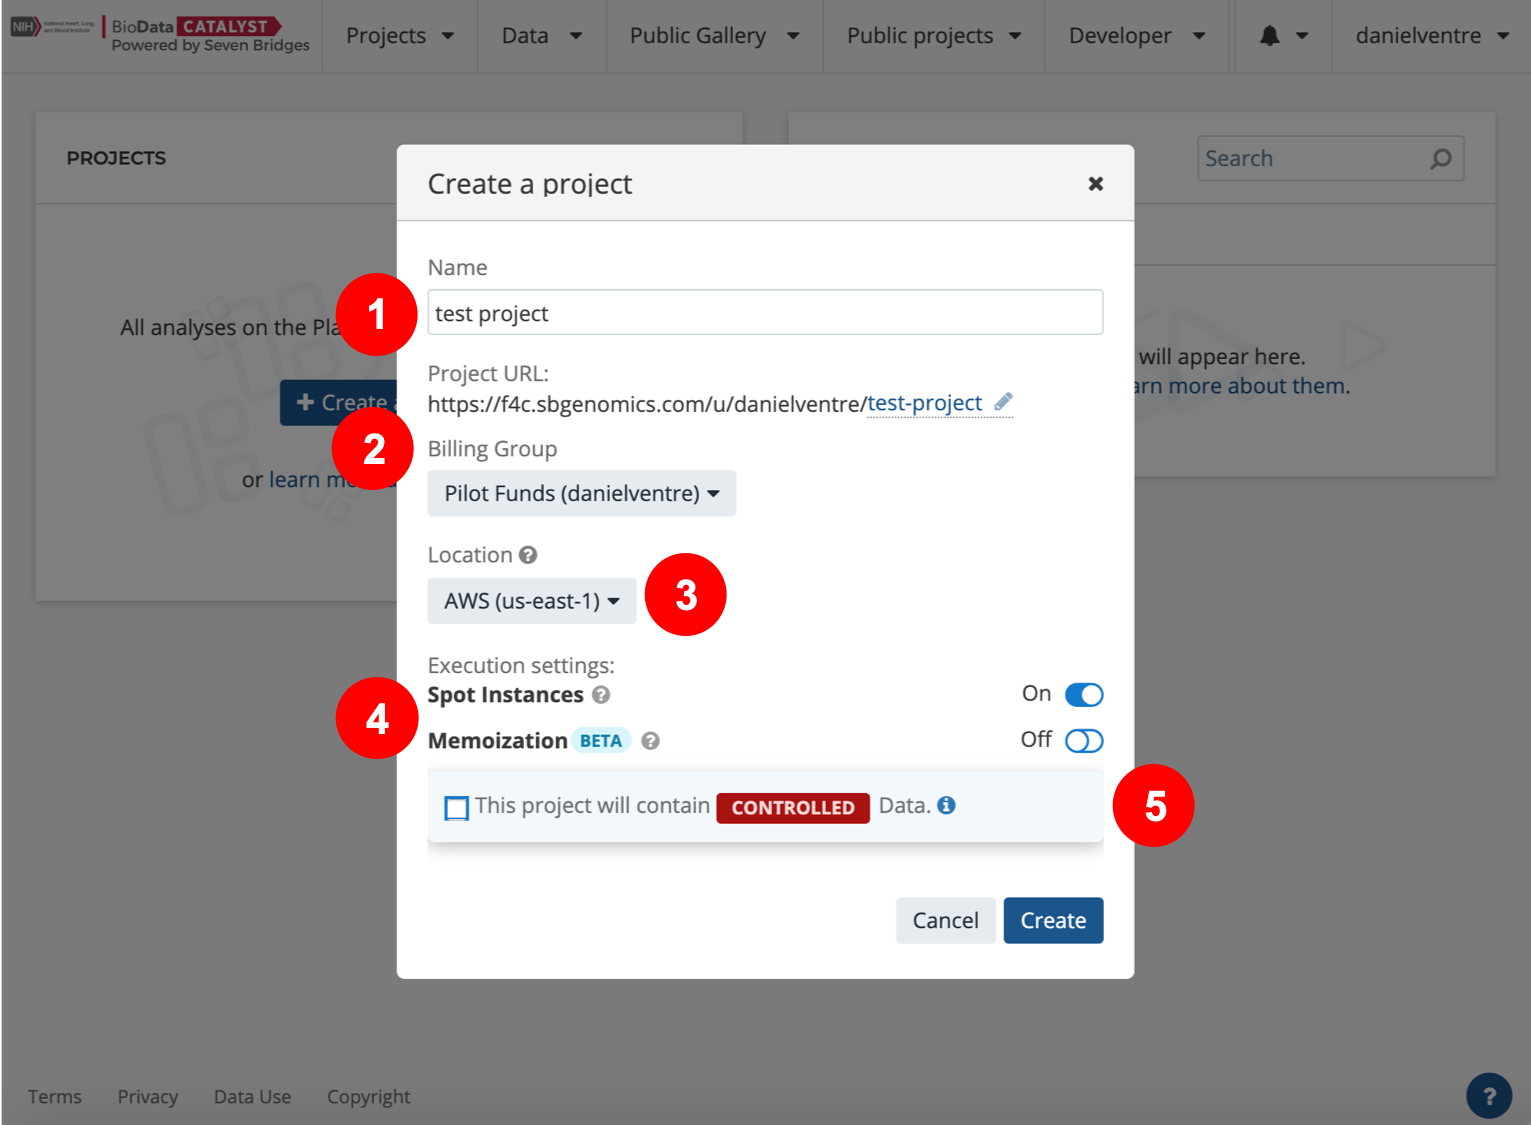 NIH National Heart, Lung, and Blood Institute
BioData CATALYST
Powered by Seven Bridges
Projects
Data
Public Gallery
Public projects
Developer
danielventre
PROJECTS
Search
Create a project
Name
1
test project
All analyses on the Pla
will appear here.
arn more about them.
Project URL:
https://f4c.sbgenomics.com/u/danielventre/test-project
+ Create a
2
Billing Group
or learn mo
Pilot Funds (danielventre)
Location ?
AWS (us-east-1)
3
Execution settings:
Spot Instances ?
On
4
Memoization BETA ?
Off
This project will contain CONTROLLED Data. i
5
Cancel
Create
Terms
Privacy
Data Use
Copyright
?